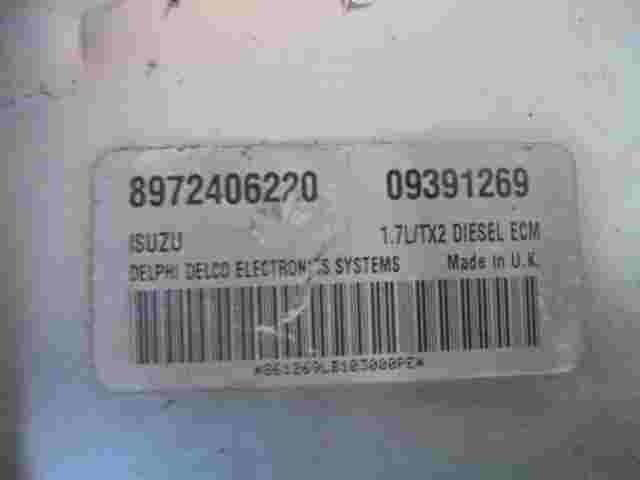 8972406220 09391269
ISUZU 1.7L/TX2 DIESEL ECM
DELPHI DELCO ELECTRONICS SYSTEMS Made in U.K.